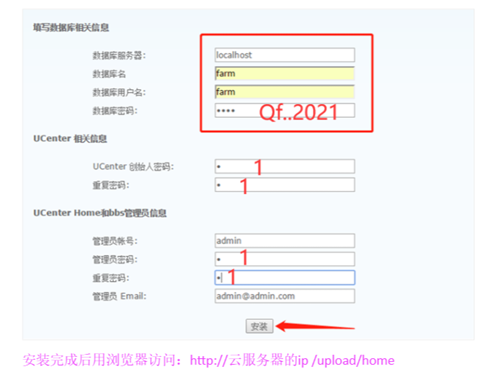 填写数据库相关信息
数据库服务器: localhost
数据库名 farm
数据库用户名: farm
数据库密码: •••• Qf..2021
UCenter 相关信息
UCenter 创始人密码: • 1
重复密码: • 1
UCenter Home和bbs管理员信息
管理员帐号: admin
管理员密码: • 1
重复密码: • 1
管理员 Email: admin@admin.com
安装
安装完成后用浏览器访问：http://云服务器的ip /upload/home